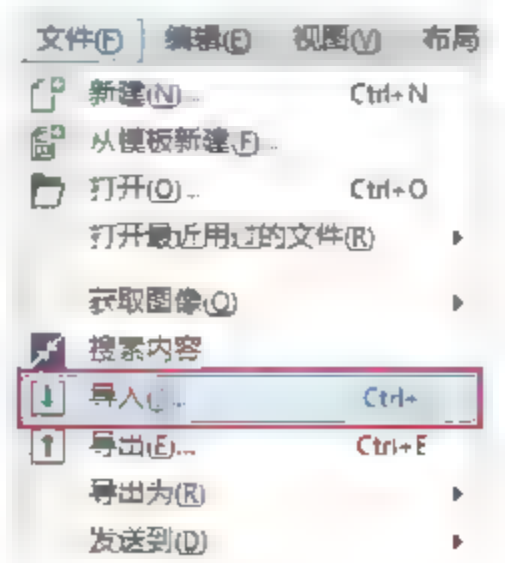 文件(F) 编辑(E) 视图(V) 布局
新建(N)... Ctrl+N
从模板新建(F)...
打开(O)... Ctrl+O
打开最近用过的文件(R)
获取图像(Q)
搜索内容
导入 Ctrl+
导出(E)... Ctrl+E
导出为(R)
发送到(D)